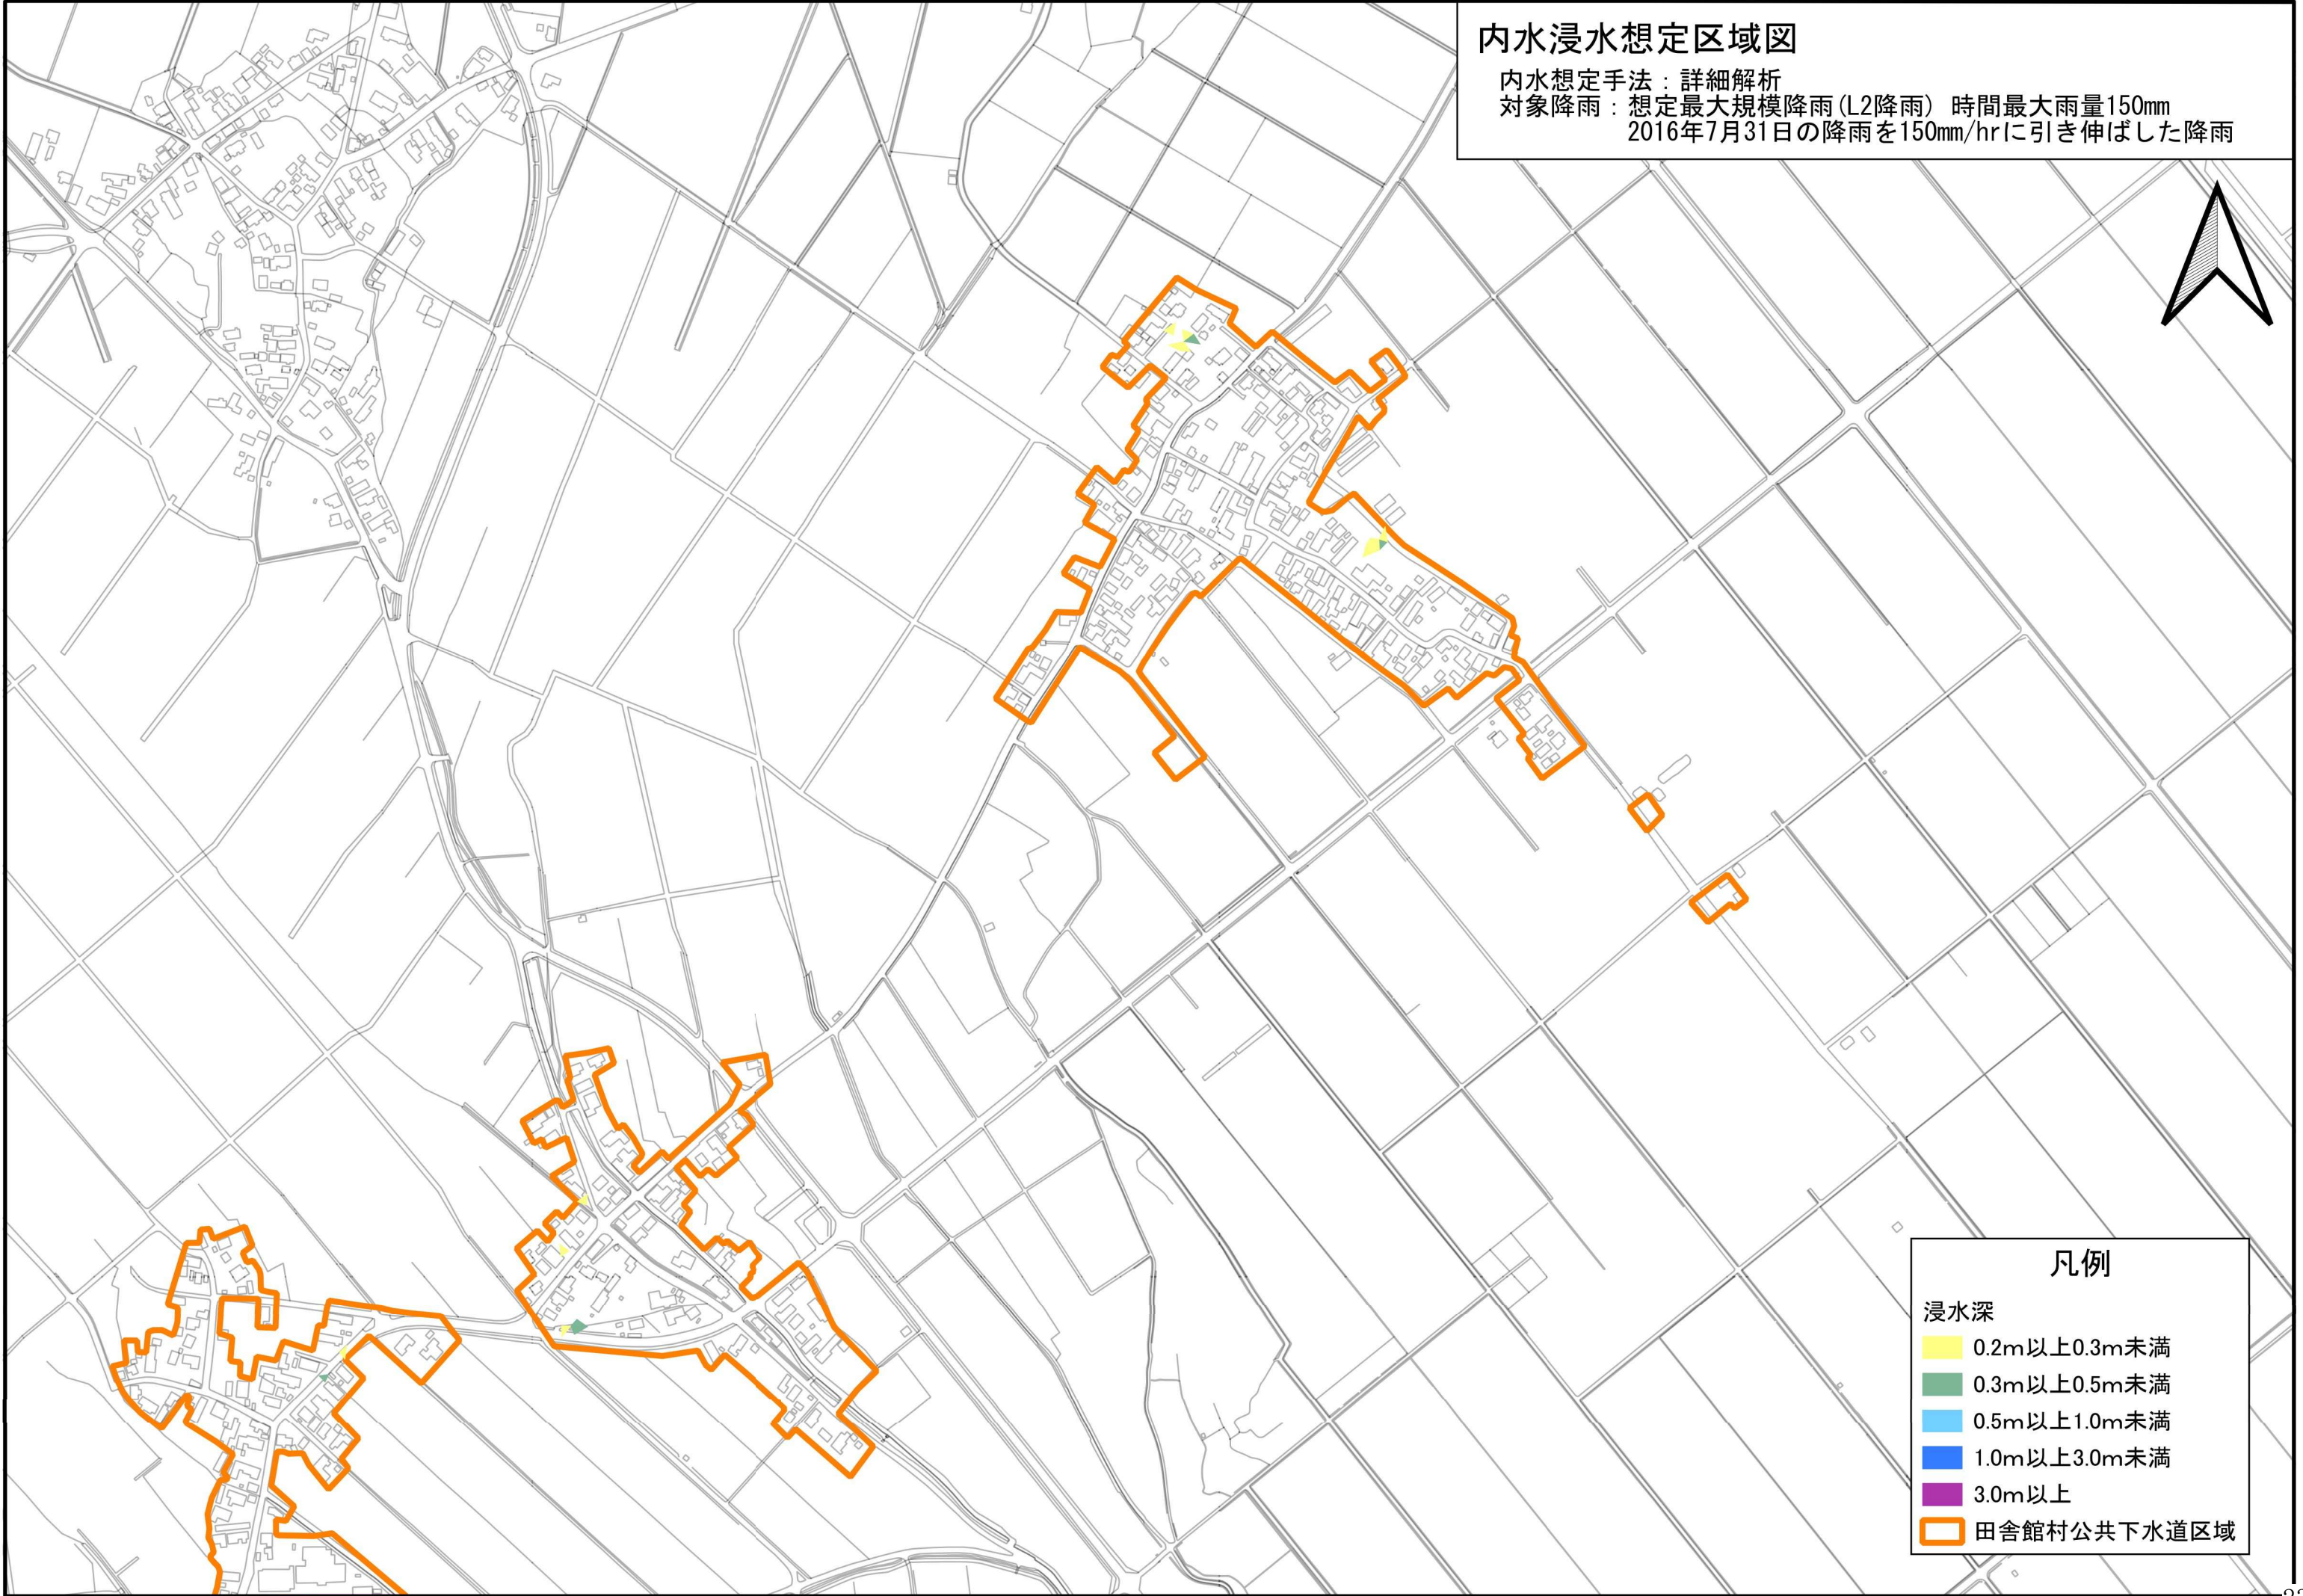 内水浸水想定区域図
内水想定手法：詳細解析
対象降雨：想定最大規模降雨(L2降雨) 時間最大雨量150mm
2016年7月31日の降雨を150mm/hrに引き伸ばした降雨
凡例
浸水深
0.2m以上0.3m未満
0.3m以上0.5m未満
0.5m以上1.0m未満
1.0m以上3.0m未満
3.0m以上
田舎館村公共下水道区域